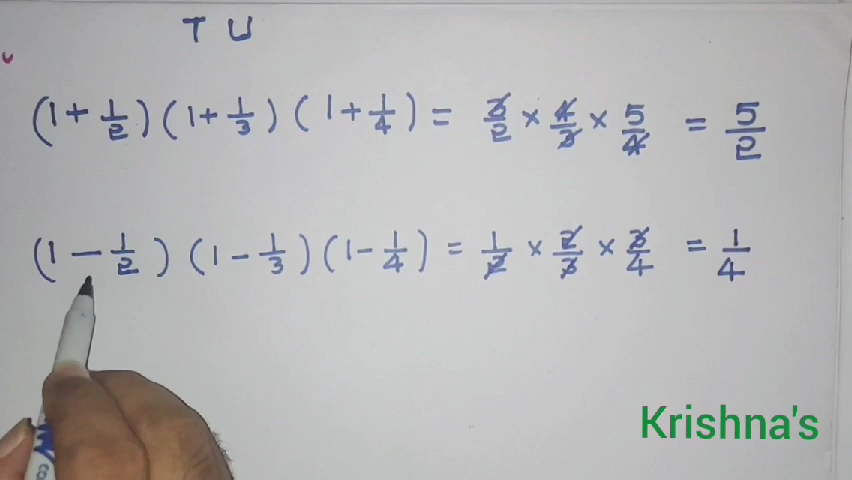 T U
(1 + 1/2) (1 + 1/3) (1 + 1/4) = 3/2 × 4/3 × 5/4 = 5/2
(1 - 1/2) (1 - 1/3) (1 - 1/4) = 1/2 × 2/3 × 3/4 = 1/4
Krishna's